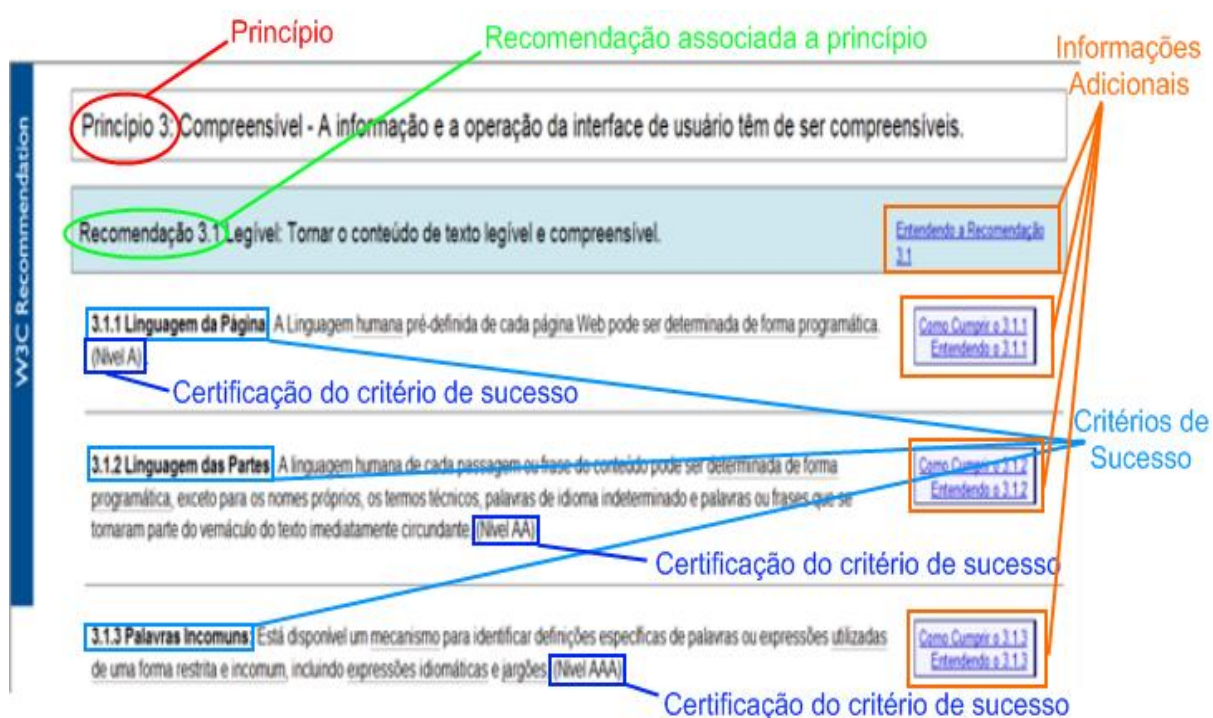 Princípio
Recomendação associada a princípio
Informações
Adicionais
W3C Recommendation
Princípio 3: Compreensível - A informação e a operação da interface de usuário têm de ser compreensíveis.
Recomendação 3.1 Legível: Tornar o conteúdo de texto legível e compreensível.
Entendendo a Recomendação
3.1
3.1.1 Linguagem da Página: A Linguagem humana pré-definida de cada página Web pode ser determinada de forma programática.
(Nível A)
Como Cumprir o 3.1.1
Entendendo o 3.1.1
Certificação do critério de sucesso
Critérios de
Sucesso
3.1.2 Linguagem das Partes: A linguagem humana de cada passagem ou frase do conteúdo pode ser determinada de forma
programática, exceto para os nomes próprios, os termos técnicos, palavras de idioma indeterminado e palavras ou frases que se
tornaram parte do vernáculo do texto imediatamente circundante. (Nível AA)
Como Cumprir o 3.1.2
Entendendo o 3.1.2
Certificação do critério de sucesso
3.1.3 Palavras Incomuns: Está disponível um mecanismo para identificar definições específicas de palavras ou expressões utilizadas
de uma forma restrita e incomum, incluindo expressões idiomáticas e jargões. (Nível AAA)
Como Cumprir o 3.1.3
Entendendo o 3.1.3
Certificação do critério de sucesso